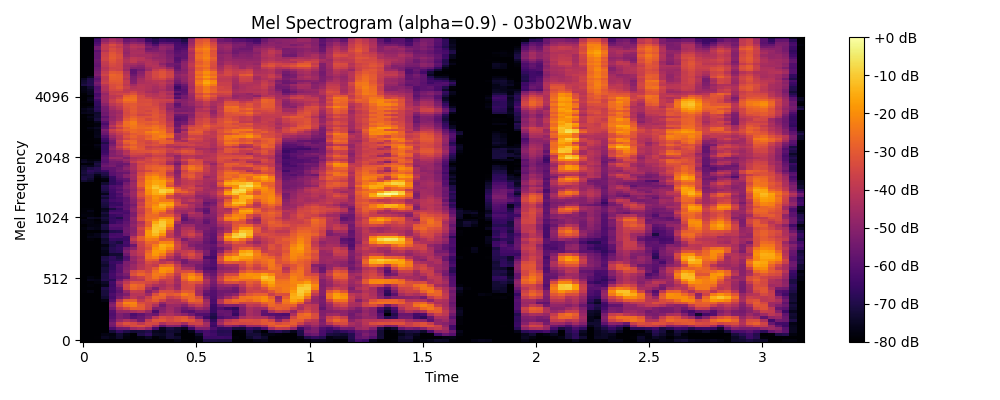 Mel Spectrogram (alpha=0.9) - 03b02Wb.wav
Mel Frequency
4096
2048
1024
512
0
0
0.5
1
1.5
2
2.5
3
Time
+0 dB
-10 dB
-20 dB
-30 dB
-40 dB
-50 dB
-60 dB
-70 dB
-80 dB